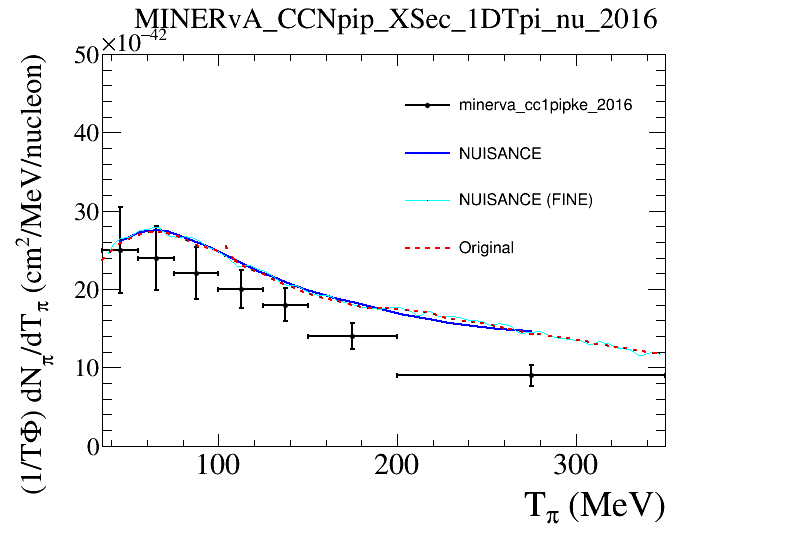 MINERvA_CCNpip_XSec_1DTpi_nu_2016
×10⁻⁴²
50
40
30
20
10
0
(1/TΦ) dN_π/dT_π (cm²/MeV/nucleon)
minerva_cc1pipke_2016
NUISANCE
NUISANCE (FINE)
Original
100
200
300
T_π (MeV)